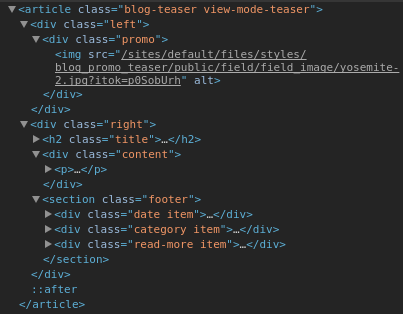 <article class="blog-teaser view-mode-teaser">
<div class="left">
<div class="promo">
<img src="/sites/default/files/styles/
blog_promo_teaser/public/field/field_image/yosemite-
2.jpg?itok=p0SobUrh" alt>
</div>
</div>
<div class="right">
<h2 class="title">…</h2>
<div class="content">
<p>…</p>
</div>
<section class="footer">
<div class="date item">…</div>
<div class="category item">…</div>
<div class="read-more item">…</div>
</section>
</div>
::after
</article>